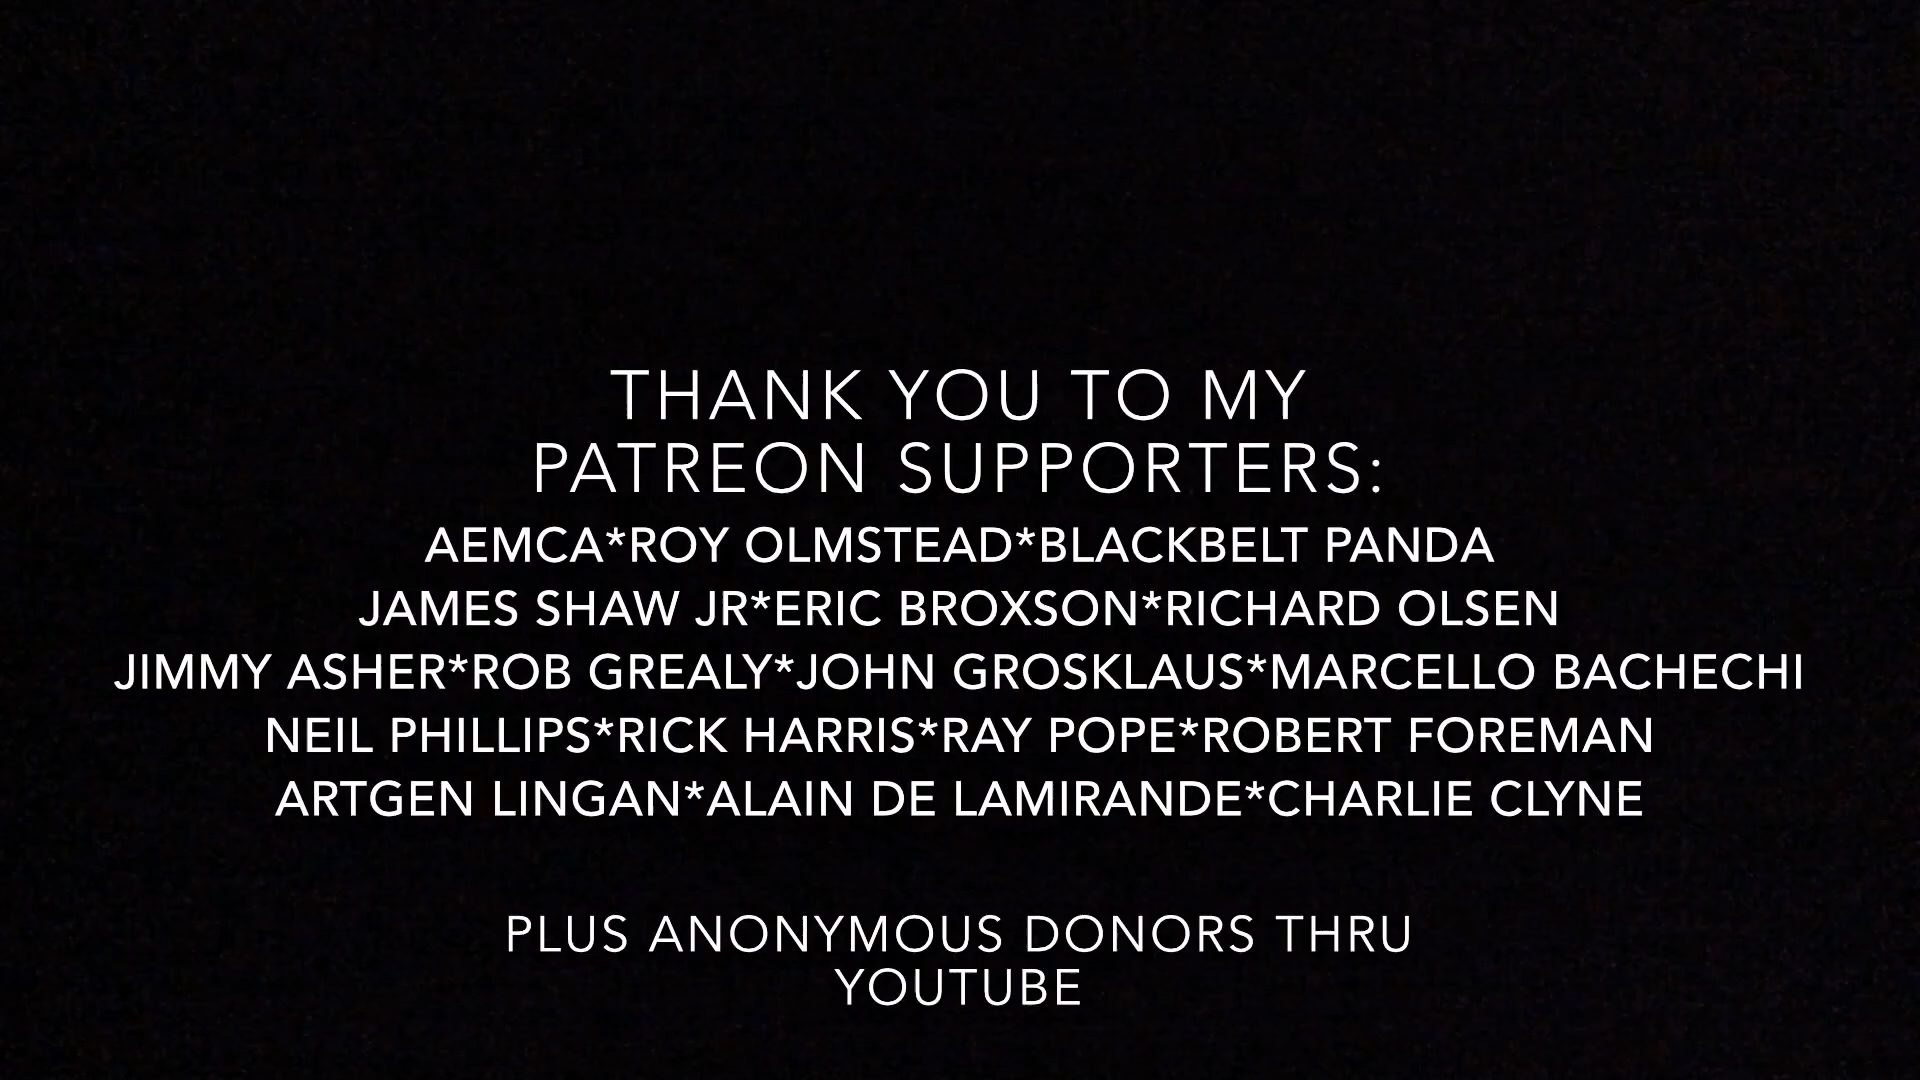 THANK YOU TO MY
PATREON SUPPORTERS:
AEMCA*ROY OLMSTEAD*BLACKBELT PANDA
JAMES SHAW JR*ERIC BROXSON*RICHARD OLSEN
JIMMY ASHER*ROB GREALY*JOHN GROSKLAUS*MARCELLO BACHECHI
NEIL PHILLIPS*RICK HARRIS*RAY POPE*ROBERT FOREMAN
ARTGEN LINGAN*ALAIN DE LAMIRANDE*CHARLIE CLYNE
PLUS ANONYMOUS DONORS THRU
YOUTUBE